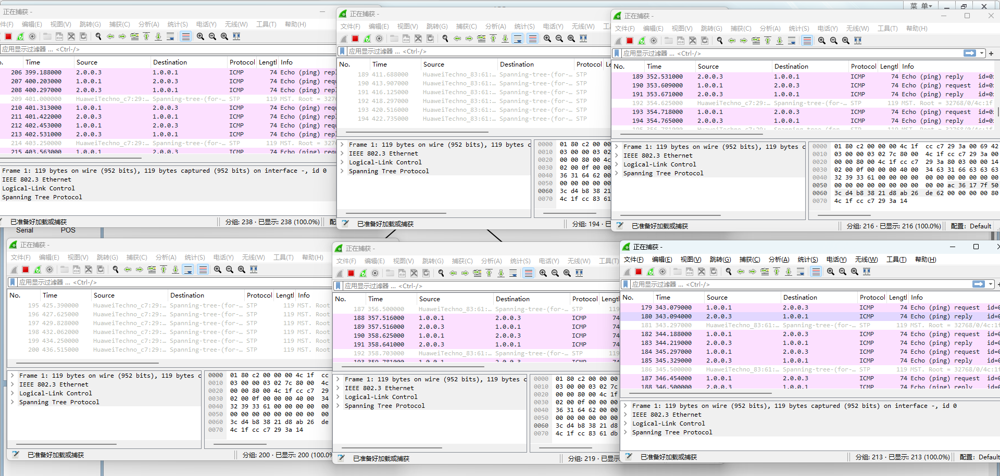 菜 单
正在捕获 -
件(F) 编辑(E) 视图(V) 跳转(G) 捕获(C) 分析(A) 统计(S) 电话(Y) 无线(W) 工具(T) 帮助(H)
应用显示过滤器 … <Ctrl-/>
o. Time Source Destination Protocol Lengtl Info
206 399.188000 2.0.0.3 1.0.0.1 ICMP 74 Echo (ping) repl
207 400.203000 1.0.0.1 2.0.0.3 ICMP 74 Echo (ping) requ
208 400.297000 2.0.0.3 1.0.0.1 ICMP 74 Echo (ping) repl
209 401.000000 HuaweiTechno_c7:29:… Spanning-tree-(for-… STP 119 MST. Root = 3276
210 401.313000 1.0.0.1 2.0.0.3 ICMP 74 Echo (ping) requ
211 401.422000 2.0.0.3 1.0.0.1 ICMP 74 Echo (ping) repl
212 402.453000 1.0.0.1 2.0.0.3 ICMP 74 Echo (ping) requ
213 402.531000 2.0.0.3 1.0.0.1 ICMP 74 Echo (ping) repl
214 403.250000 HuaweiTechno_c7:29:… Spanning-tree-(for-… STP 119 MST. Root = 3276
215 403.563000 1.0.0.1 2.0.0.3 ICMP 74 Echo (ping) requ
Frame 1: 119 bytes on wire (952 bits), 119 bytes captured (952 bits) on interface -, id 0
IEEE 802.3 Ethernet
Logical-Link Control
Spanning Tree Protocol
已准备好加载或捕获 分组: 238 · 已显示: 238 (100.0%) 配
正在捕获 -
文件(F) 编辑(E) 视图(V) 跳转(G) 捕获(C) 分析(A) 统计(S) 电话(Y) 无线(W) 工
应用显示过滤器 … <Ctrl-/>
No. Time Source Destination Protocol Le
189 411.688000 HuaweiTechno_83:61:… Spanning-tree-(for-… STP
190 413.907000 HuaweiTechno_83:61:… Spanning-tree-(for-… STP
191 416.125000 HuaweiTechno_83:61:… Spanning-tree-(for-… STP
192 418.297000 HuaweiTechno_83:61:… Spanning-tree-(for-… STP
193 420.516000 HuaweiTechno_83:61:… Spanning-tree-(for-… STP
194 422.735000 HuaweiTechno_83:61:… Spanning-tree-(for-… STP
Frame 1: 119 bytes on wire (952 bits), 119 bytes c
IEEE 802.3 Ethernet
Logical-Link Control
Spanning Tree Protocol
0000 01 80 c2 00 00
0010 03 00 00 03 02
0020 00 00 80 00 4c
0030 02 00 0f 00 00
0040 36 31 64 62 00
0050 00 00 00 00 00
0060 3c d4 b8 38 21
0070 4c 1f cc 83 61
已准备好加载或捕获 分组: 194 · 已
正在捕获 -
文件(F) 编辑(E) 视图(V) 跳转(G) 捕获(C) 分析(A) 统计(S) 电话(Y) 无线(W) 工具(T) 帮助(H)
应用显示过滤器 … <Ctrl-/>
No. Time Source Destination Protocol Lengtl Info
189 352.531000 2.0.0.3 1.0.0.1 ICMP 74 Echo (ping) reply id=0
190 353.609000 1.0.0.1 2.0.0.3 ICMP 74 Echo (ping) request id=0
191 353.671000 2.0.0.3 1.0.0.1 ICMP 74 Echo (ping) reply id=0
192 354.625000 HuaweiTechno_c7:29:… Spanning-tree-(for-… STP 119 MST. Root = 32768/0/4c:1f
193 354.718000 1.0.0.1 2.0.0.3 ICMP 74 Echo (ping) request id=0
194 354.765000 2.0.0.3 1.0.0.1 ICMP 74 Echo (ping) reply id=0
195 356.781000 HuaweiTechno_c7:29:… Spanning-tree-(for-… STP 119 MST. Root = 32768/0/4c:1f
Frame 1: 119 bytes on wire (952 bits), 119 bytes c
IEEE 802.3 Ethernet
Logical-Link Control
Spanning Tree Protocol
0000 01 80 c2 00 00 00 4c 1f cc c7 29 3a 00 69 42
0010 03 00 00 03 02 7c 80 00 4c 1f cc c7 29 3a 00
0020 00 00 80 00 4c 1f cc c7 29 3a 80 03 00 00 14
0030 02 00 0f 00 00 00 40 00 34 63 31 66 63 63 63
0040 32 39 33 61 00 00 00 00 00 00 00 00 00 00 00
0050 00 00 00 00 00 00 00 00 00 00 ac 36 17 7f 50
0060 3c d4 b8 38 21 d8 ab 26 de 62 00 00 00 00 80
0070 4c 1f cc c7 29 3a 14
已准备好加载或捕获 分组: 216 · 已显示: 216 (100.0%) 配置: Default
Serial POS
正在捕获 -
文件(F) 编辑(E) 视图(V) 跳转(G) 捕获(C) 分析(A) 统计(S) 电话(Y) 无线(W) 工具(T) 帮助(H)
应用显示过滤器 … <Ctrl-/>
No. Time Source Destination Protocol Lengtl Info
195 425.390000 HuaweiTechno_c7:29:… Spanning-tree-(for-… STP 119 MST. Root
196 427.625000 HuaweiTechno_c7:29:… Spanning-tree-(for-… STP 119 MST. Root
197 429.828000 HuaweiTechno_c7:29:… Spanning-tree-(for-… STP 119 MST. Root
198 432.062000 HuaweiTechno_c7:29:… Spanning-tree-(for-… STP 119 MST. Root
199 434.250000 HuaweiTechno_c7:29:… Spanning-tree-(for-… STP 119 MST. Root
200 436.515000 HuaweiTechno_c7:29:… Spanning-tree-(for-… STP 119 MST. Root
Frame 1: 119 bytes on wire (952 bits), 119 bytes c
IEEE 802.3 Ethernet
Logical-Link Control
Spanning Tree Protocol
0000 01 80 c2 00 00 00 4c 1f cc
0010 03 00 00 03 02 7c 80 00 4c
0020 00 00 80 00 4c 1f cc c7 29
0030 02 00 0f 00 00 00 40 00 34
0040 32 39 33 61 00 00 00 00 00
0050 00 00 00 00 00 00 00 00 00
0060 3c d4 b8 38 21 d8 ab 26 de
0070 4c 1f cc c7 29 3a 14
已准备好加载或捕获 分组: 200 · 已显示: 200 (100.0%
正在捕获 -
文件(F) 编辑(E) 视图(V) 跳转(G) 捕获(C) 分析(A) 统计(S) 电话(Y) 无线(W) 工具(T)
应用显示过滤器 … <Ctrl-/>
No. Time Source Destination Protocol Lengtl
187 356.500000 HuaweiTechno_83:61:… Spanning-tree-(for-… STP 119
188 357.516000 1.0.0.1 2.0.0.3 ICMP 74
189 357.516000 2.0.0.3 1.0.0.1 ICMP 74
190 358.625000 1.0.0.1 2.0.0.3 ICMP 74
191 358.641000 2.0.0.3 1.0.0.1 ICMP 74
192 358.703000 HuaweiTechno_83:61:… Spanning-tree-(for-… STP 119
193 359.781000 1.0.0.1 2.0.0.3 ICMP 74
Frame 1: 119 bytes on wire (952 bits), 119 bytes c
IEEE 802.3 Ethernet
Logical-Link Control
Spanning Tree Protocol
0000 01 80 c2 00 00 00
0010 03 00 00 03 02 7c
0020 00 00 80 00 4c 1f
0030 02 00 0f 00 00 00
0040 36 31 64 62 00 00
0050 00 00 00 00 00 00
0060 3c d4 b8 38 21 d8
0070 4c 1f cc 83 61 db
已准备好加载或捕获 分组: 219 · 已显示
正在捕获 -
文件(F) 编辑(E) 视图(V) 跳转(G) 捕获(C) 分析(A) 统计(S) 电话(Y) 无线(W) 工具(T) 帮助(H)
应用显示过滤器 … <Ctrl-/>
No. Time Source Destination Protocol Lengtl Info
179 343.079000 1.0.0.1 2.0.0.3 ICMP 74 Echo (ping) request id=0
180 343.094000 2.0.0.3 1.0.0.1 ICMP 74 Echo (ping) reply id=0
181 343.297000 HuaweiTechno_83:61:… Spanning-tree-(for-… STP 119 MST. Root = 32768/0/4c:1f
182 344.188000 1.0.0.1 2.0.0.3 ICMP 74 Echo (ping) request id=0
183 344.219000 2.0.0.3 1.0.0.1 ICMP 74 Echo (ping) reply id=0
184 345.297000 1.0.0.1 2.0.0.3 ICMP 74 Echo (ping) request id=0
185 345.329000 2.0.0.3 1.0.0.1 ICMP 74 Echo (ping) reply id=0
186 345.500000 HuaweiTechno_83:61:… Spanning-tree-(for-… STP 119 MST. Root = 32768/0/4c:1f
187 346.454000 1.0.0.1 2.0.0.3 ICMP 74 Echo (ping) request id=0
188 346.500000 2.0.0.3 1.0.0.1 ICMP 74 Echo (ping) reply id=0
Frame 1: 119 bytes on wire (952 bits), 119 bytes captured (952 bits) on interface -, id 0
IEEE 802.3 Ethernet
Logical-Link Control
Spanning Tree Protocol
已准备好加载或捕获 分组: 213 · 已显示: 213 (100.0%) 配置: Default